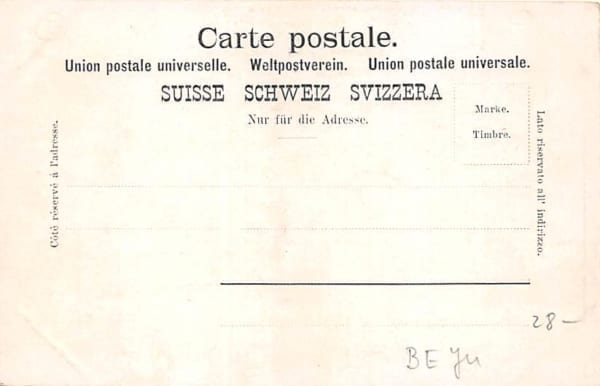 Carte postale.
Union postale universelle. Weltpostverein. Union postale universale.
SUISSE SCHWEIZ SVIZZERA
Nur für die Adresse.
Marke.
Timbre.
Côté réservé à l'adresse.
Lato riservato all' indirizzo.
28-
BE Ju